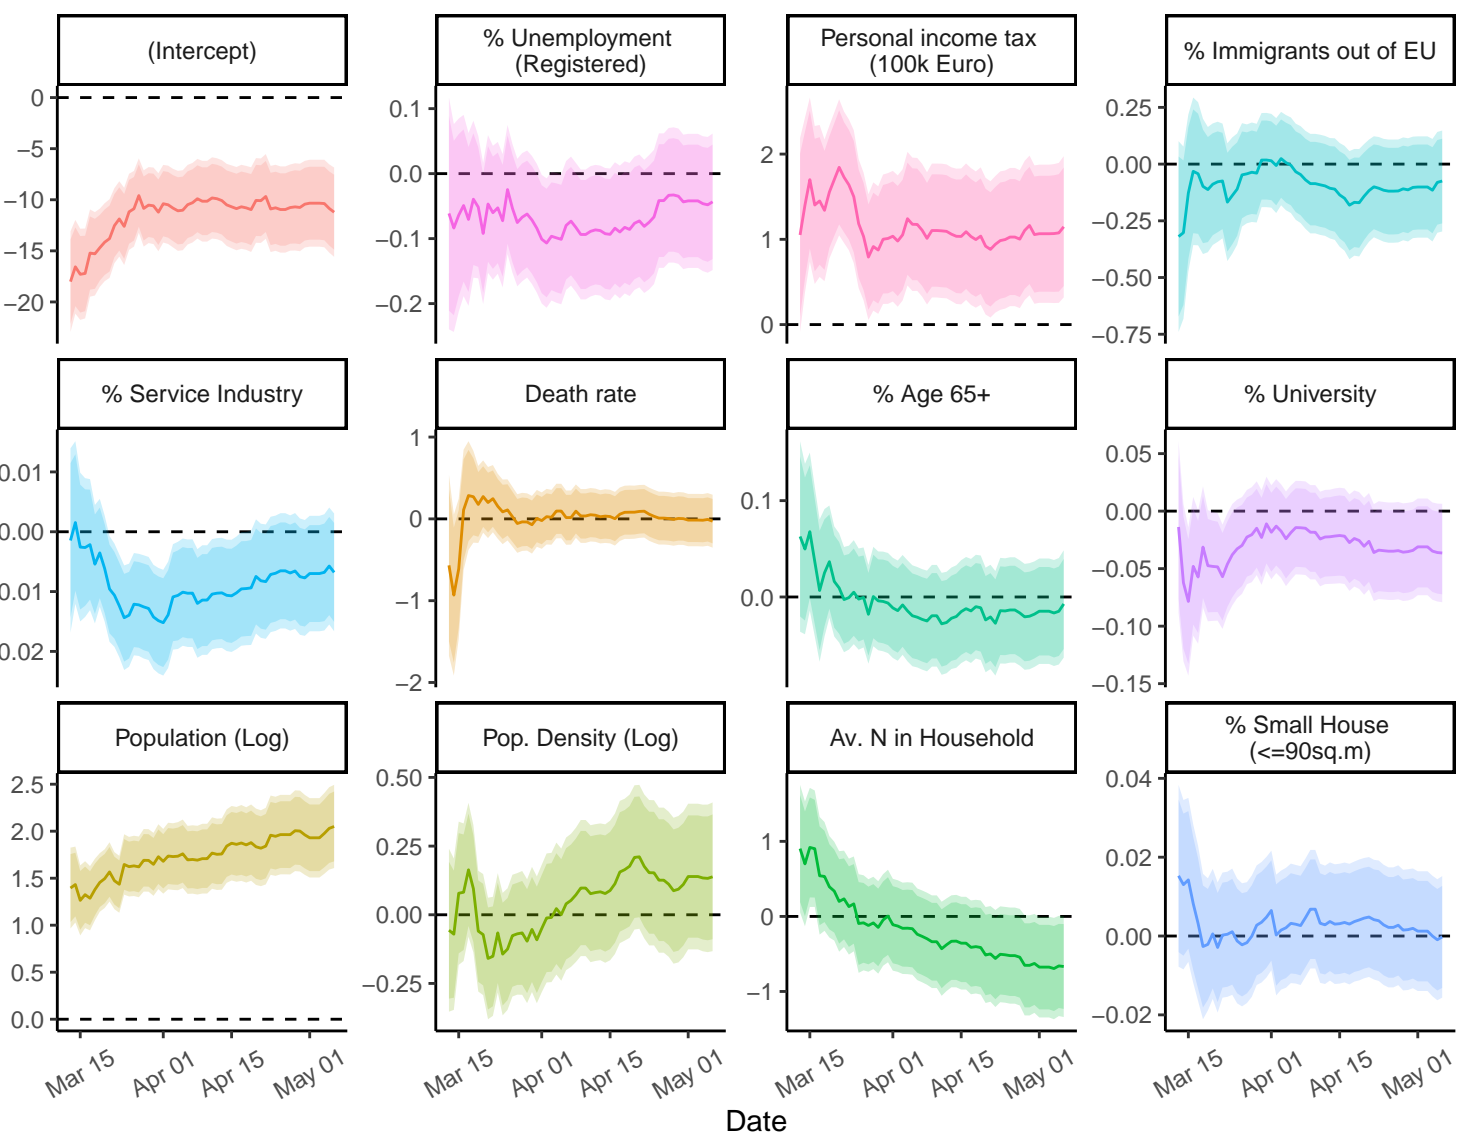 (Intercept)
% Unemployment
(Registered)
Personal income tax
(100k Euro)
% Immigrants out of EU
0
−5
−10
−15
−20
0.1
0.0
−0.1
−0.2
2
1
0
0.25
0.00
−0.25
−0.50
−0.75
% Service Industry
Death rate
% Age 65+
% University
0.01
0.00
0.01
0.02
1
0
−1
−2
0.1
0.0
0.05
0.00
−0.05
−0.10
−0.15
Population (Log)
Pop. Density (Log)
Av. N in Household
% Small House
(<=90sq.m)
2.5
2.0
1.5
1.0
0.5
0.0
0.50
0.25
0.00
−0.25
1
0
−1
0.04
0.02
0.00
−0.02
Mar 15
Apr 01
Apr 15
May 01
Mar 15
Apr 01
Apr 15
May 01
Mar 15
Apr 01
Apr 15
May 01
Mar 15
Apr 01
Apr 15
May 01
Date